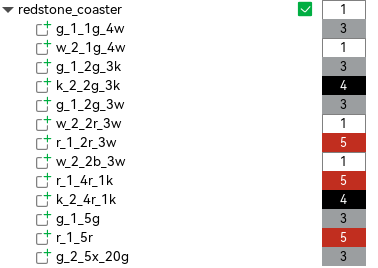 redstone_coaster 1
g_1_1g_4w 3
w_2_1g_4w 1
g_1_2g_3k 3
k_2_2g_3k 4
g_1_2g_3w 3
w_2_2r_3w 1
r_1_2r_3w 5
w_2_2b_3w 1
r_1_4r_1k 5
k_2_4r_1k 4
g_1_5g 3
r_1_5r 5
g_2_5x_20g 3